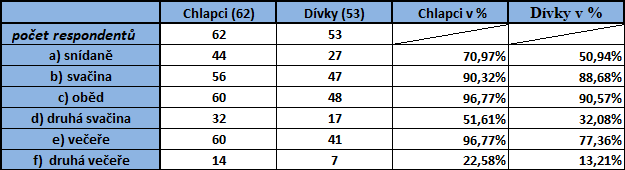 Chlapci (62) Dívky (53) Chlapci v % Dívky v %
počet respondentů 62 53
a) snídaně 44 27 70,97% 50,94%
b) svačina 56 47 90,32% 88,68%
c) oběd 60 48 96,77% 90,57%
d) druhá svačina 32 17 51,61% 32,08%
e) večeře 60 41 96,77% 77,36%
f) druhá večeře 14 7 22,58% 13,21%